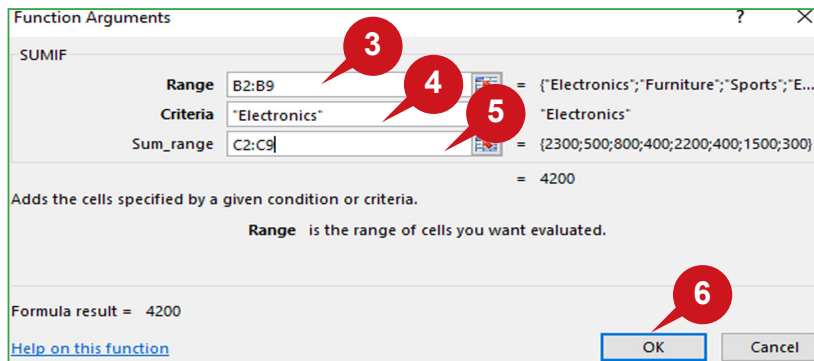 Function Arguments ? X
SUMIF
3
Range B2:B9 = {"Electronics";"Furniture";"Sports";"E...
4
Criteria "Electronics" = "Electronics"
5
Sum_range C2:C9 = {2300;500;800;400;2200;400;1500;300}
= 4200
Adds the cells specified by a given condition or criteria.
Range is the range of cells you want evaluated.
6
Formula result = 4200
Help on this function OK Cancel